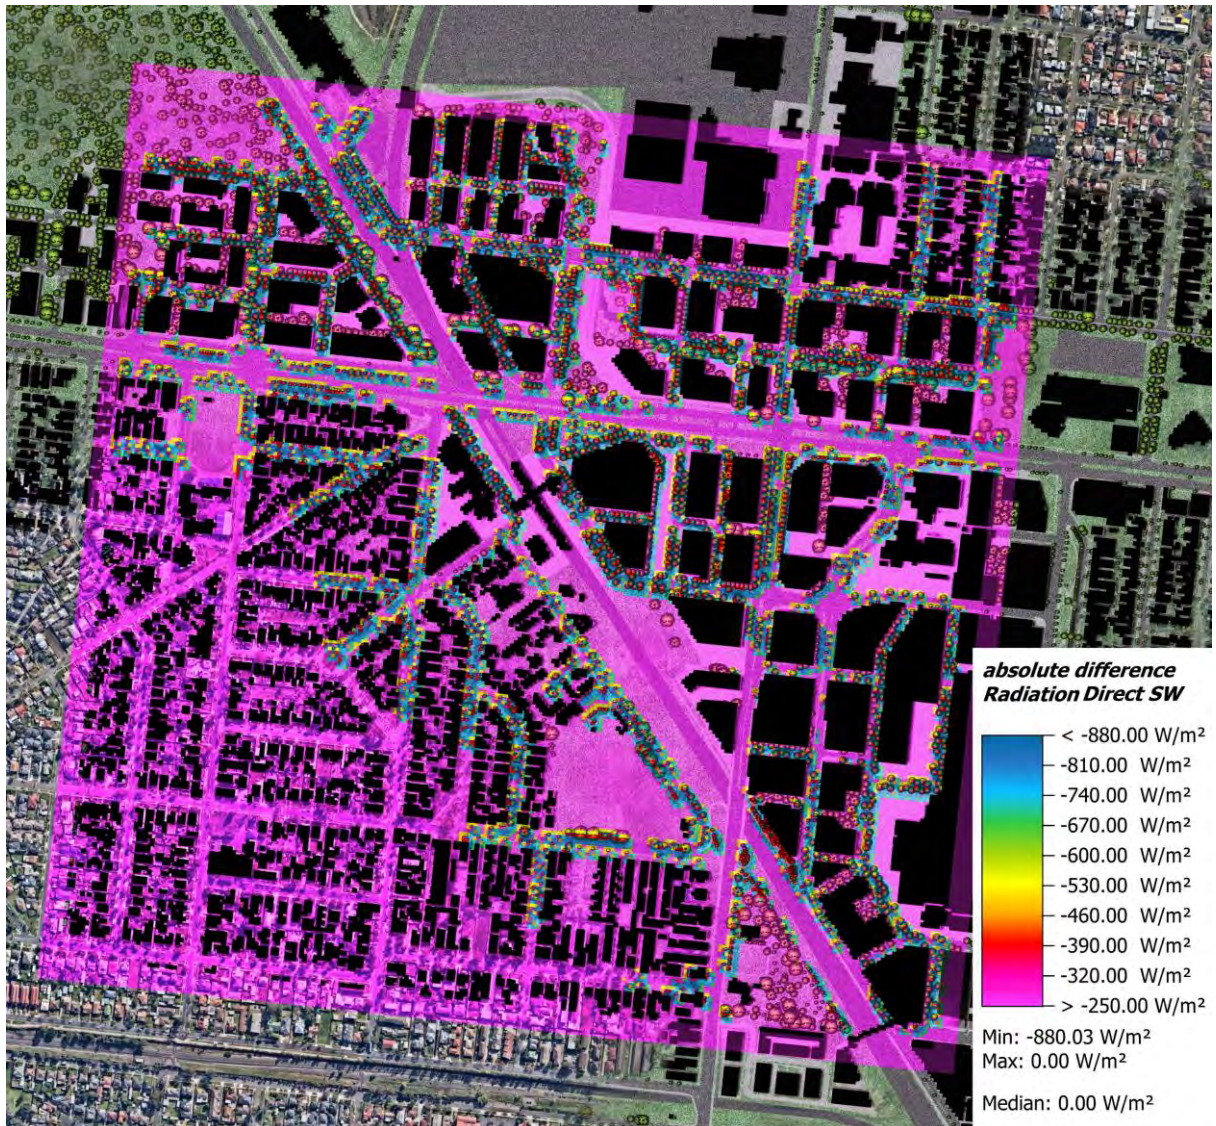 absolute difference
Radiation Direct SW
< -880.00 W/m²
-810.00 W/m²
-740.00 W/m²
-670.00 W/m²
-600.00 W/m²
-530.00 W/m²
-460.00 W/m²
-390.00 W/m²
-320.00 W/m²
> -250.00 W/m²
Min: -880.03 W/m²
Max: 0.00 W/m²
Median: 0.00 W/m²